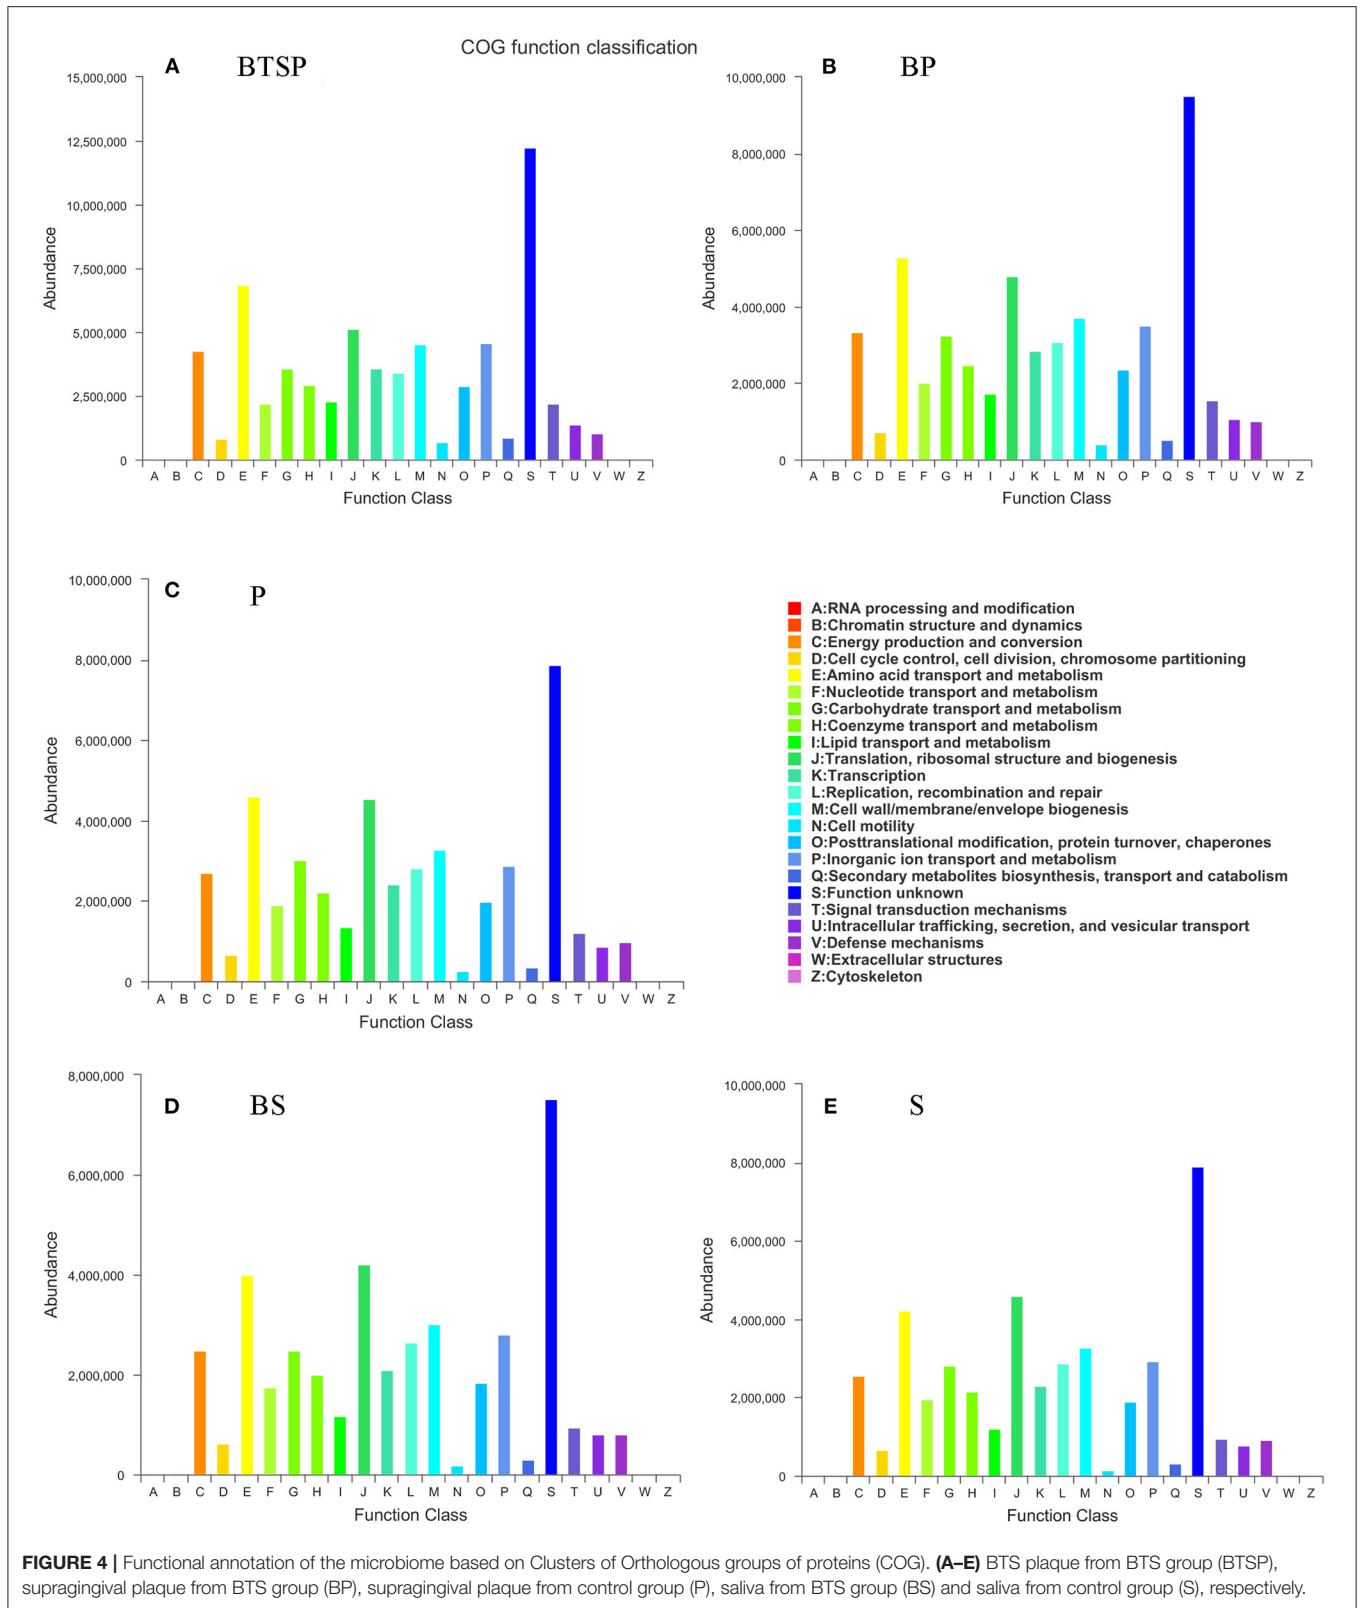 COG function classification
A BTSP
15,000,000
12,500,000
10,000,000
7,500,000
5,000,000
2,500,000
0
Abundance
A B C D E F G H I J K L M N O P Q S T U V W Z
Function Class
B BP
10,000,000
8,000,000
6,000,000
4,000,000
2,000,000
0
Abundance
A B C D E F G H I J K L M N O P Q S T U V W Z
Function Class
C P
10,000,000
8,000,000
6,000,000
4,000,000
2,000,000
0
Abundance
A B C D E F G H I J K L M N O P Q S T U V W Z
Function Class
A:RNA processing and modification
B:Chromatin structure and dynamics
C:Energy production and conversion
D:Cell cycle control, cell division, chromosome partitioning
E:Amino acid transport and metabolism
F:Nucleotide transport and metabolism
G:Carbohydrate transport and metabolism
H:Coenzyme transport and metabolism
I:Lipid transport and metabolism
J:Translation, ribosomal structure and biogenesis
K:Transcription
L:Replication, recombination and repair
M:Cell wall/membrane/envelope biogenesis
N:Cell motility
O:Posttranslational modification, protein turnover, chaperones
P:Inorganic ion transport and metabolism
Q:Secondary metabolites biosynthesis, transport and catabolism
S:Function unknown
T:Signal transduction mechanisms
U:Intracellular trafficking, secretion, and vesicular transport
V:Defense mechanisms
W:Extracellular structures
Z:Cytoskeleton
D BS
8,000,000
6,000,000
4,000,000
2,000,000
0
Abundance
A B C D E F G H I J K L M N O P Q S T U V W Z
Function Class
E S
10,000,000
8,000,000
6,000,000
4,000,000
2,000,000
0
Abundance
A B C D E F G H I J K L M N O P Q S T U V W Z
Function Class
FIGURE 4 | Functional annotation of the microbiome based on Clusters of Orthologous groups of proteins (COG). (A–E) BTS plaque from BTS group (BTSP),
supragingival plaque from BTS group (BP), supragingival plaque from control group (P), saliva from BTS group (BS) and saliva from control group (S), respectively.